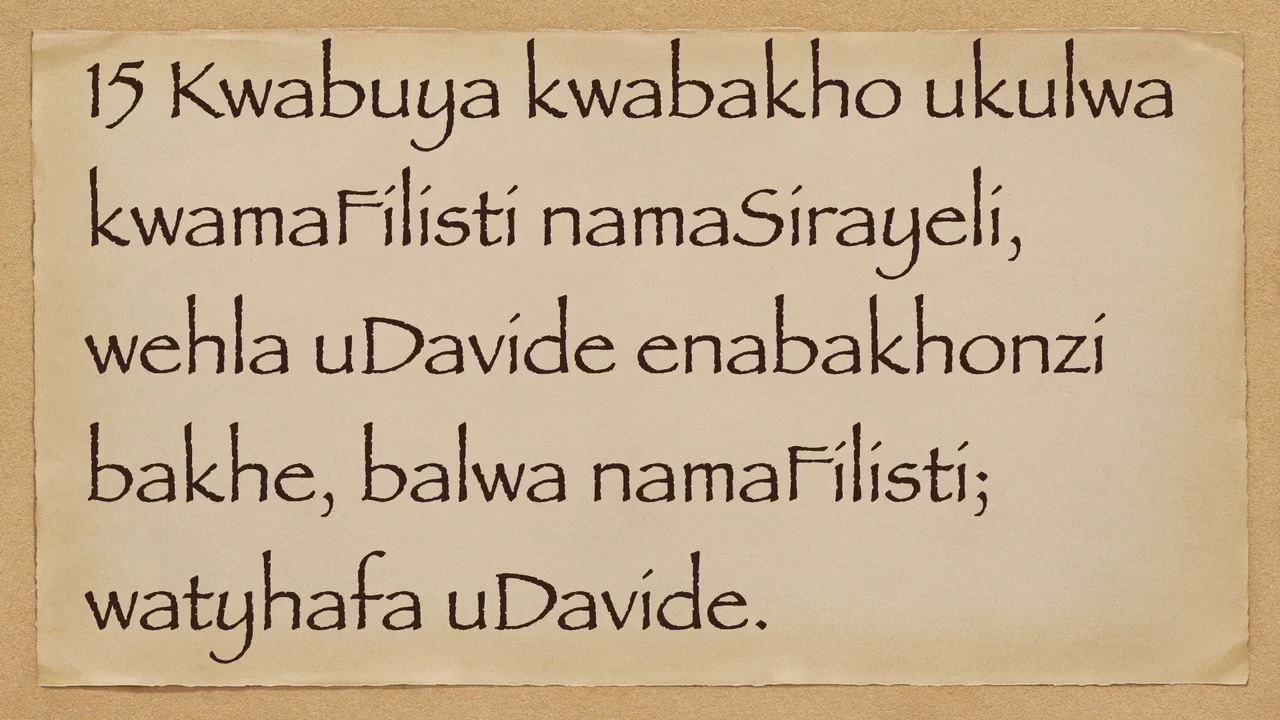 15 Kwabuya kwabakho ukulwa
kwamaFilisti namaSirayeli,
wehla uDavide enabakhonzi
bakhe, balwa namaFilisti;
watyhafa uDavide.